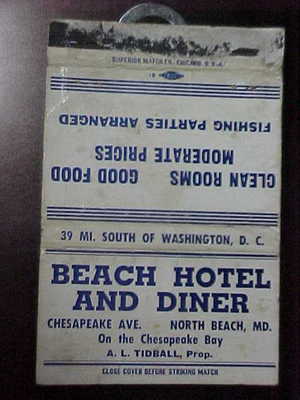 SUPERIOR MATCH CO. CHICAGO, U.S.A.
FISHING PARTIES ARRANGED
MODERATE PRICES
CLEAN ROOMS GOOD FOOD
39 MI. SOUTH OF WASHINGTON, D. C.
BEACH HOTEL
AND DINER
CHESAPEAKE AVE. NORTH BEACH, MD.
On the Chesapeake Bay
A. L. TIDBALL, Prop.
CLOSE COVER BEFORE STRIKING MATCH